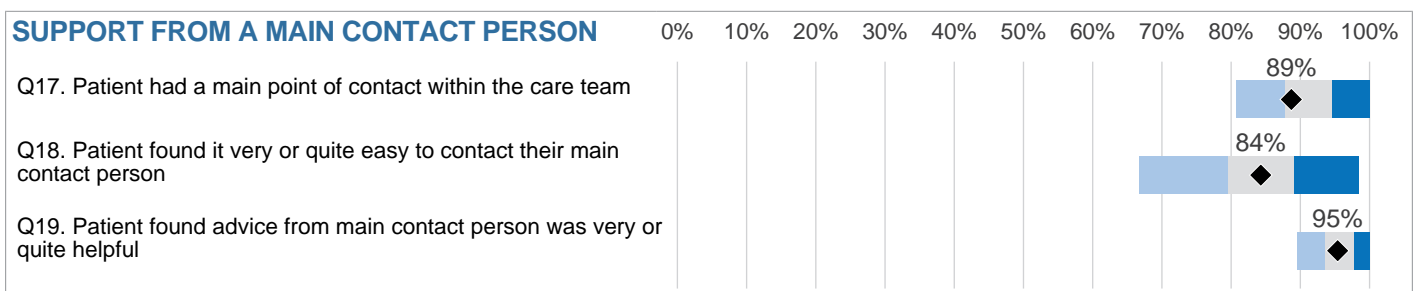 SUPPORT FROM A MAIN CONTACT PERSON 0% 10% 20% 30% 40% 50% 60% 70% 80% 90% 100%
89%
Q17. Patient had a main point of contact within the care team
84%
Q18. Patient found it very or quite easy to contact their main
contact person
95%
Q19. Patient found advice from main contact person was very or
quite helpful